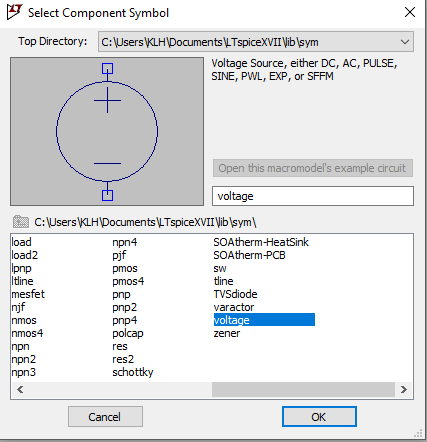 Select Component Symbol
Top Directory: C:\Users\KLH\Documents\LTspiceXVII\lib\sym
Voltage Source, either DC, AC, PULSE,
SINE, PWL, EXP, or SFFM
Open this macromodel's example circuit
voltage
C:\Users\KLH\Documents\LTspiceXVII\lib\sym\
load npn4 SOAtherm-HeatSink
load2 pjf SOAtherm-PCB
lpnp pmos sw
ltline pmos4 tline
mesfet pnp TVSdiode
njf pnp2 varactor
nmos pnp4 voltage
nmos4 polcap zener
npn res
npn2 res2
npn3 schottky
Cancel OK